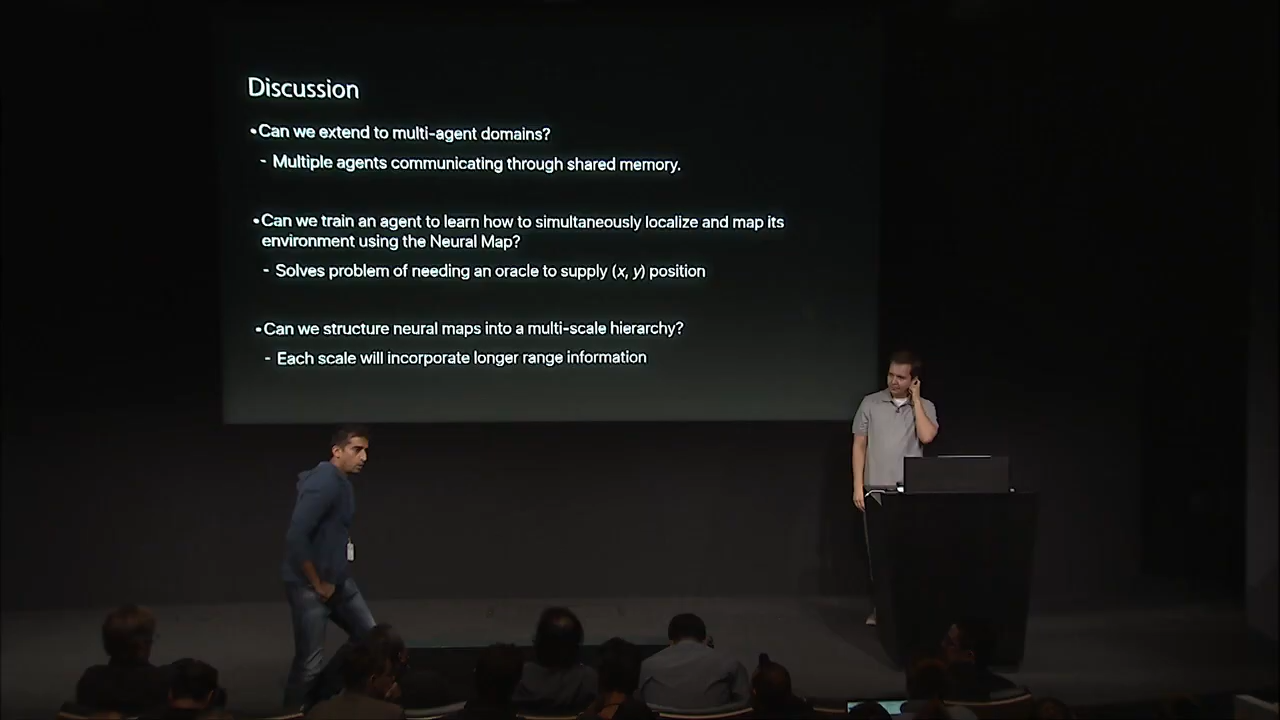 Discussion
•Can we extend to multi-agent domains?
- Multiple agents communicating through shared memory.
•Can we train an agent to learn how to simultaneously localize and map its
environment using the Neural Map?
- Solves problem of needing an oracle to supply (x, y) position
•Can we structure neural maps into a multi-scale hierarchy?
- Each scale will incorporate longer range information